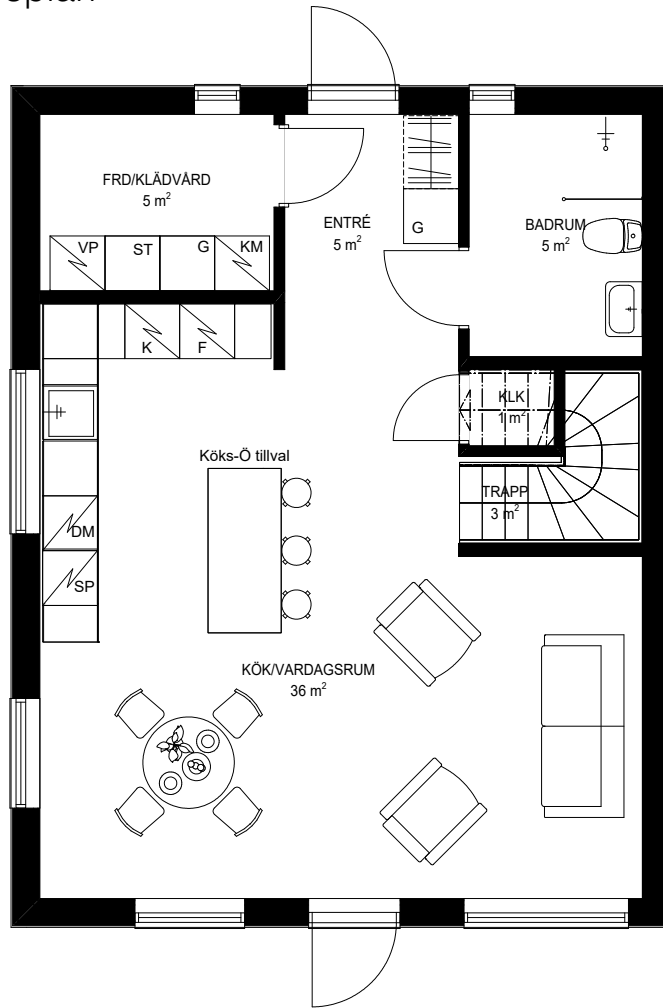 FRD/KLÄDVÅRD
5 m²
VP ST G KM
ENTRÉ
5 m²
G
BADRUM
5 m²
K F
KLK
1 m²
Köks-Ö tillval
TRAPP
3 m²
DM
SP
KÖK/VARDAGSRUM
36 m²